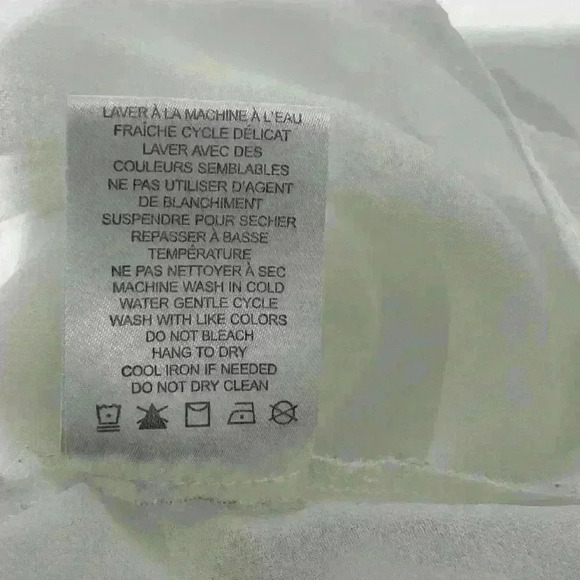 LAVER À LA MACHINE À L'EAU
FRAÎCHE CYCLE DÉLICAT
LAVER AVEC DES
COULEURS SEMBLABLES
NE PAS UTILISER D'AGENT
DE BLANCHIMENT
SUSPENDRE POUR SECHER
REPASSER À BASSE
TEMPÉRATURE
NE PAS NETTOYER À SEC
MACHINE WASH IN COLD
WATER GENTLE CYCLE
WASH WITH LIKE COLORS
DO NOT BLEACH
HANG TO DRY
COOL IRON IF NEEDED
DO NOT DRY CLEAN